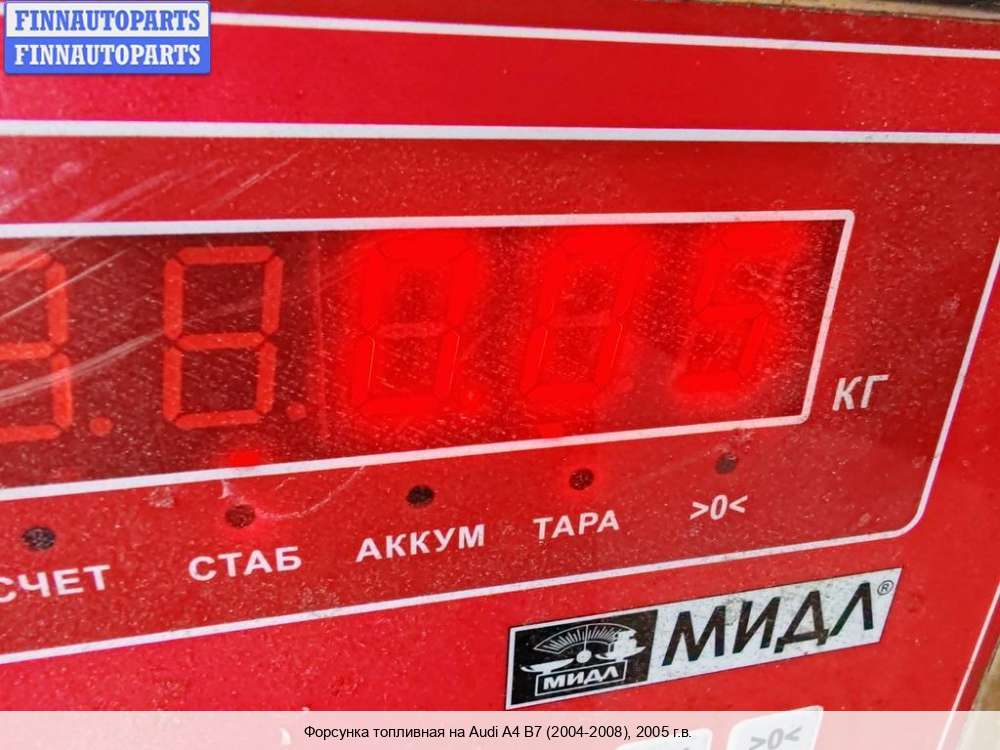 FINNAUTOPARTS
FINNAUTOPARTS
КГ
СЧЕТ СТАБ АККУМ ТАРА >0<
МИДЛ®
МИДЛ
>0<
Форсунка топливная на Audi A4 B7 (2004-2008), 2005 г.в.